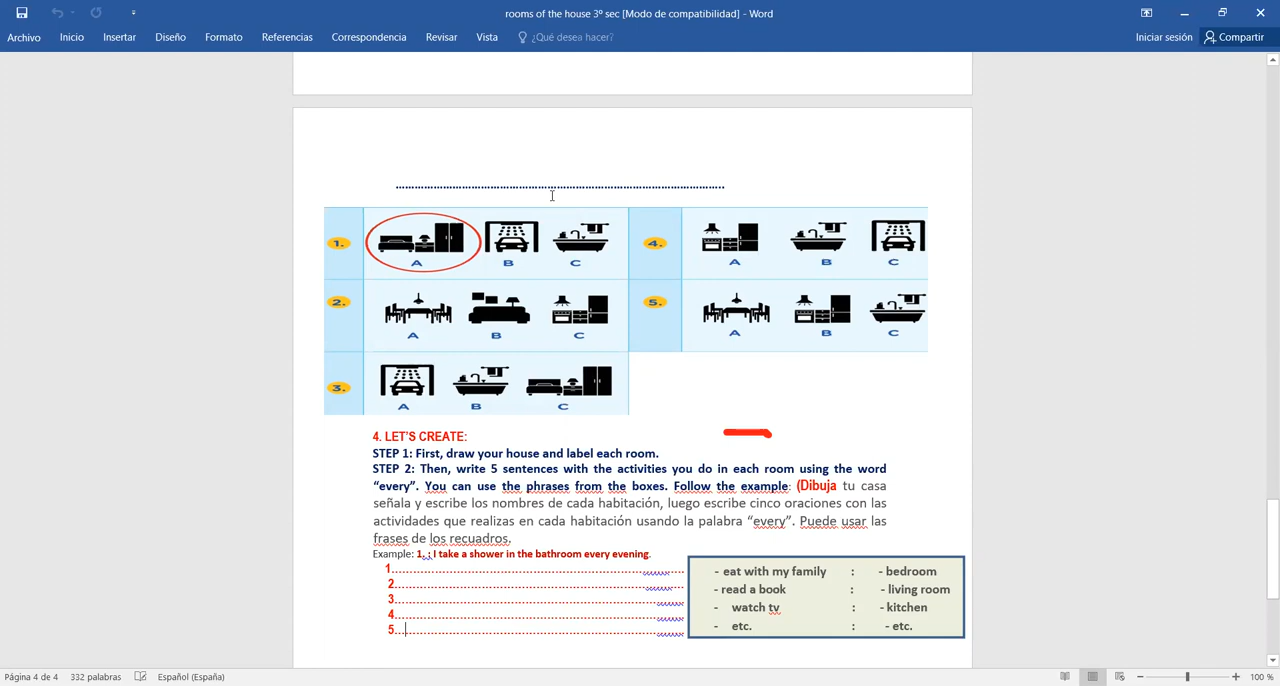 rooms of the house 3º sec [Modo de compatibilidad] - Word
Archivo Inicio Insertar Diseño Formato Referencias Correspondencia Revisar Vista ¿Qué desea hacer? Iniciar sesión Compartir
................................................................................................
1. A B C 4. A B C
2. A B C 5. A B C
3. A B C
4. LET'S CREATE:
STEP 1: First, draw your house and label each room.
STEP 2: Then, write 5 sentences with the activities you do in each room using the word
“every”. You can use the phrases from the boxes. Follow the example: (Dibuja tu casa
señala y escribe los nombres de cada habitación, luego escribe cinco oraciones con las
actividades que realizas en cada habitación usando la palabra “every”. Puede usar las
frases de los recuadros.
Example: 1. : I take a shower in the bathroom every evening.
1................................................................................
2................................................................................
3................................................................................
4................................................................................
5................................................................................
- eat with my family : - bedroom
- read a book : - living room
- watch tv : - kitchen
- etc. : - etc.
Página 4 de 4 332 palabras Español (España) 100 %